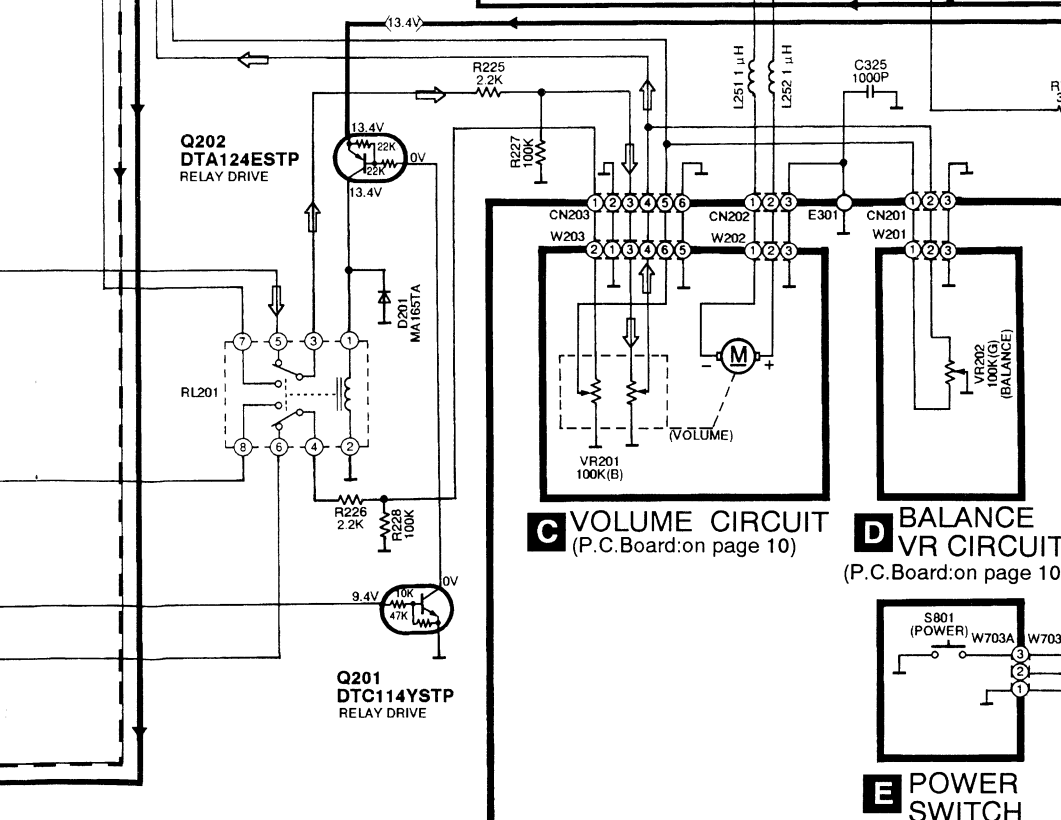 13.4V
L251 1 μH
L252 1 μH
C325
1000P
R225
2.2K
R
13.4V
Q202
DTA124ESTP
RELAY DRIVE
22K
22K
0V
13.4V
R227
100K
1 2 3 4 5 6
CN203
1 2 3
CN202
E301
1 2 3
CN201
W203
2 1 3 4 6 5
W202
1 2 3
W201
1 2 3
D201
MA165TA
7 5 3 1
RL201
8 6 4 2
M
- +
VR202
100K(G)
(BALANCE)
(VOLUME)
VR201
100K(B)
R226
2.2K
R228
100K
C VOLUME CIRCUIT
(P.C.Board:on page 10)
D BALANCE
VR CIRCUIT
(P.C.Board:on page 10
9.4V
10K
47K
0V
Q201
DTC114YSTP
RELAY DRIVE
S801
(POWER)
W703A
W703
3
2
1
E POWER
SWITCH